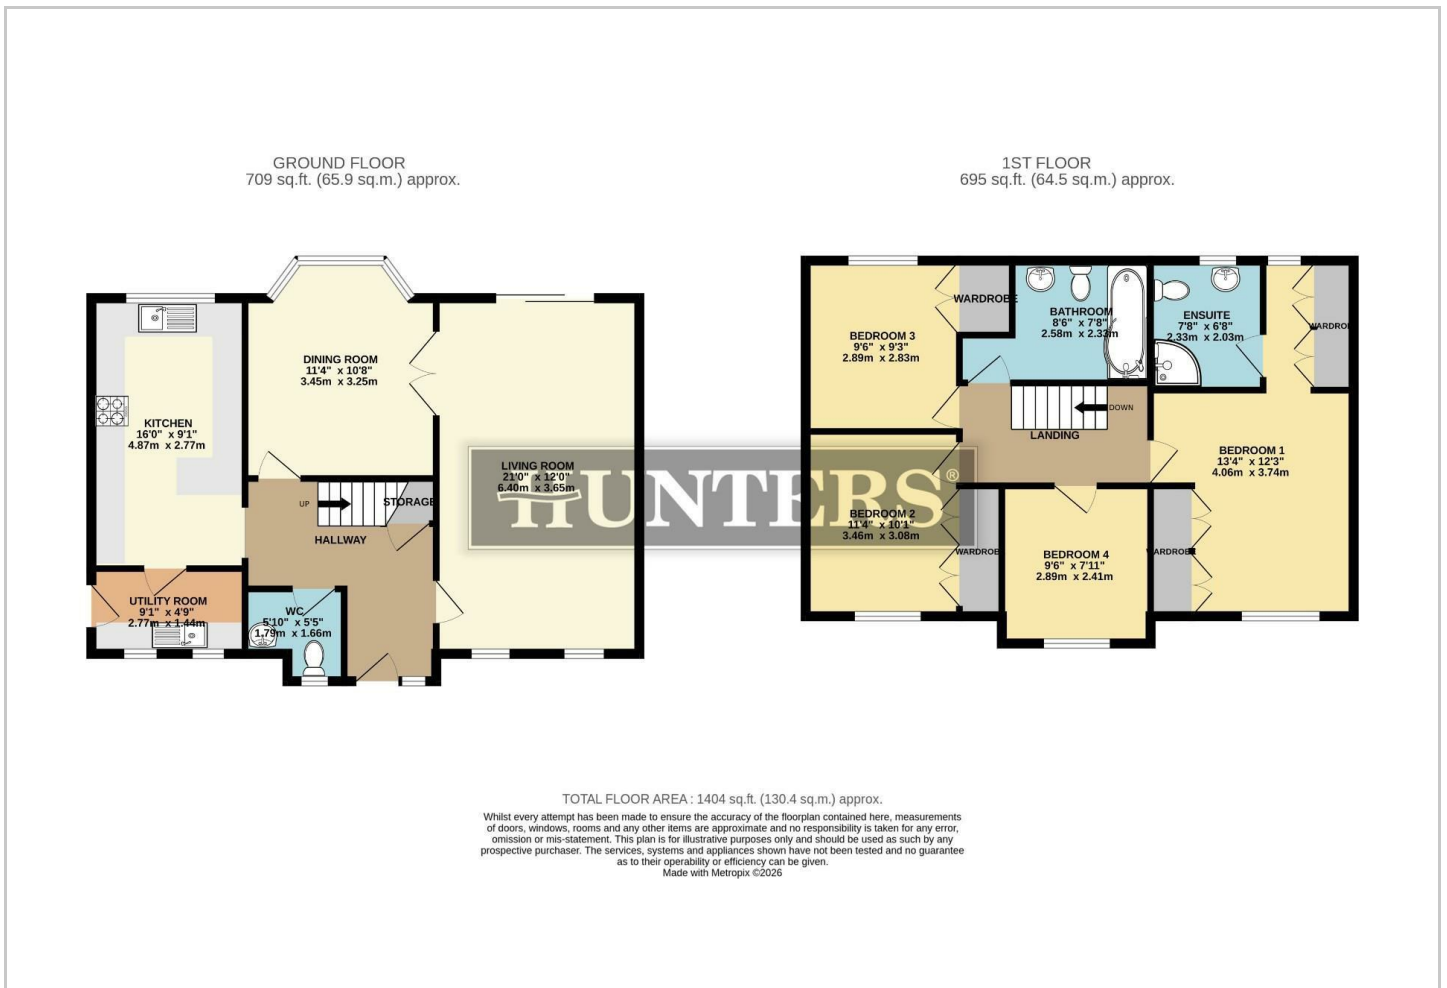 GROUND FLOOR
709 sq.ft. (65.9 sq.m.) approx.
1ST FLOOR
695 sq.ft. (64.5 sq.m.) approx.
DINING ROOM
11'4" x 10'8"
3.45m x 3.25m
KITCHEN
16'0" x 9'1"
4.87m x 2.77m
LIVING ROOM
21'0" x 12'0"
6.40m x 3.65m
UP
STORAGE
HALLWAY
UTILITY ROOM
9'1" x 4'9"
2.77m x 1.44m
WC
5'10" x 5'5"
1.79m x 1.66m
HUNTERS®
WARDROBE
BEDROOM 3
9'6" x 9'3"
2.89m x 2.83m
BATHROOM
8'6" x 7'8"
2.58m x 2.33m
ENSUITE
7'8" x 6'8"
2.33m x 2.03m
WARDROBE
DOWN
LANDING
BEDROOM 1
13'4" x 12'3"
4.06m x 3.74m
BEDROOM 2
11'4" x 10'1"
3.46m x 3.08m
WARDROBE
BEDROOM 4
9'6" x 7'11"
2.89m x 2.41m
WARDROBE
TOTAL FLOOR AREA : 1404 sq.ft. (130.4 sq.m.) approx.
Whilst every attempt has been made to ensure the accuracy of the floorplan contained here, measurements
of doors, windows, rooms and any other items are approximate and no responsibility is taken for any error,
omission or mis-statement. This plan is for illustrative purposes only and should be used as such by any
prospective purchaser. The services, systems and appliances shown have not been tested and no guarantee
as to their operability or efficiency can be given.
Made with Metropix ©2026